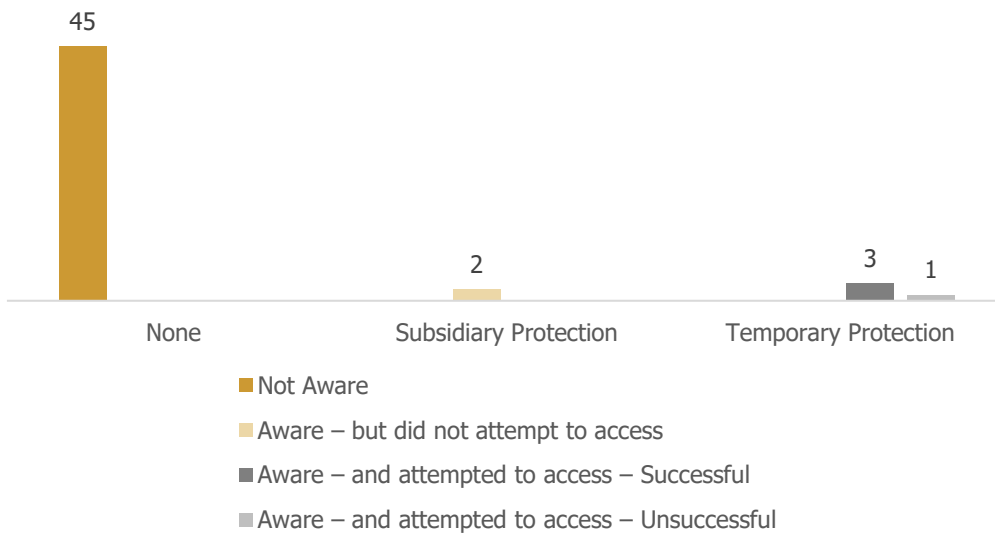 45
2
3
1
None
Subsidiary Protection
Temporary Protection
Not Aware
Aware – but did not attempt to access
Aware – and attempted to access – Successful
Aware – and attempted to access – Unsuccessful